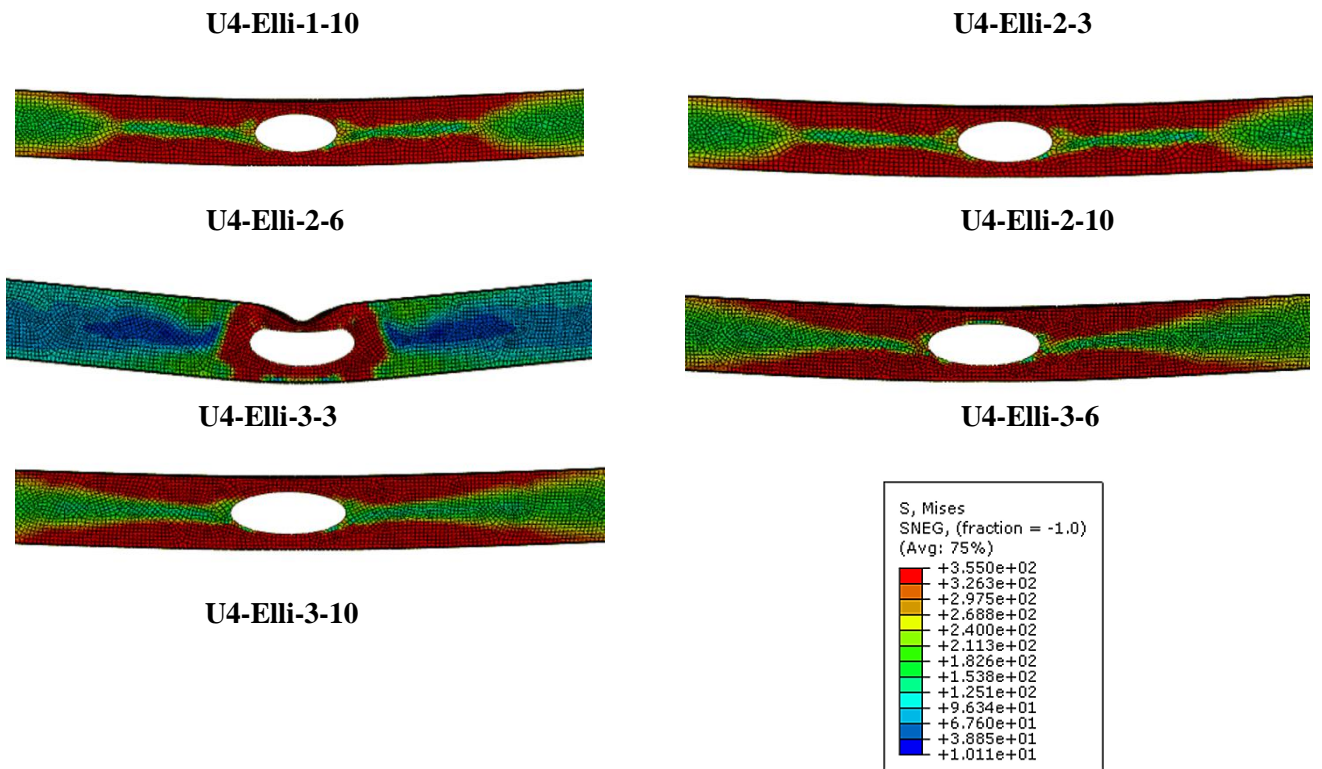 U4-Elli-1-10
U4-Elli-2-3
U4-Elli-2-6
U4-Elli-2-10
U4-Elli-3-3
U4-Elli-3-6
U4-Elli-3-10
S, Mises
SNEG, (fraction = -1.0)
(Avg: 75%)
+3.550e+02
+3.263e+02
+2.975e+02
+2.688e+02
+2.400e+02
+2.113e+02
+1.826e+02
+1.538e+02
+1.251e+02
+9.634e+01
+6.760e+01
+3.885e+01
+1.011e+01